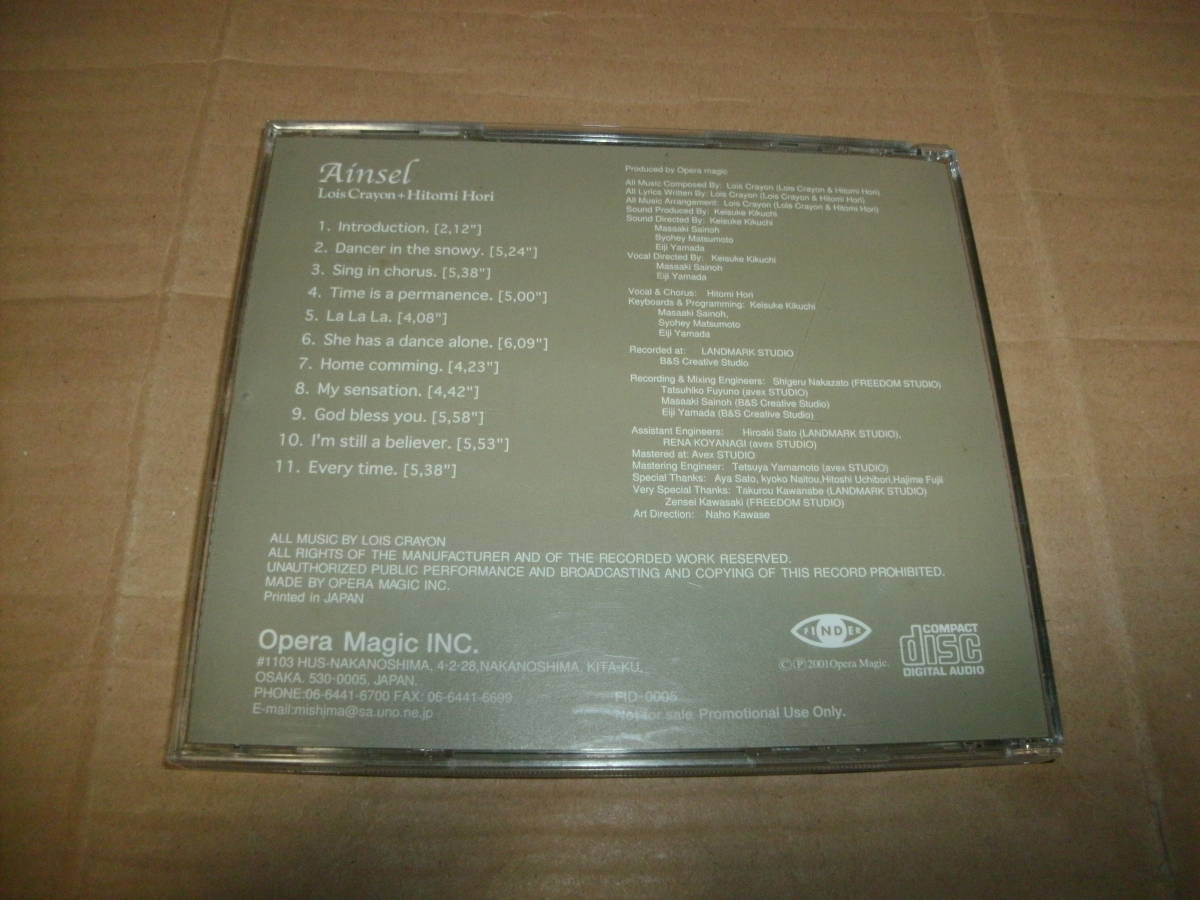 Ainsel
Lois Crayon+Hitomi Hori
1. Introduction. [2,12"]
2. Dancer in the snowy. [5,24"]
3. Sing in chorus. [5,38"]
4. Time is a permanence. [5,00"]
5. La La La. [4,08"]
6. She has a dance alone. [6,09"]
7. Home comming. [4,23"]
8. My sensation. [4,42"]
9. God bless you. [5,58"]
10. I'm still a believer. [5,53"]
11. Every time. [5,38"]
Produced by Opera magic
All Music Composed By: Lois Crayon (Lois Crayon & Hitomi Hori)
All Lyrics Written By: Lois Crayon (Lois Crayon & Hitomi Hori)
All Music Arrangement: Lois Crayon (Lois Crayon & Hitomi Hori)
Sound Produced By: Keisuke Kikuchi
Sound Directed By: Keisuke Kikuchi
Masaaki Sainoh
Syohey Matsumoto
Eiji Yamada
Vocal Directed By: Keisuke Kikuchi
Masaaki Sainoh
Eiji Yamada
Vocal & Chorus: Hitomi Hori
Keyboards & Programming: Keisuke Kikuchi
Masaaki Sainoh,
Syohey Matsumoto
Eiji Yamada
Recorded at: LANDMARK STUDIO
B&S Creative Studio
Recording & Mixing Engineers: Shigeru Nakazato (FREEDOM STUDIO)
Tatsuhiko Fuyuno (avex STUDIO)
Masaaki Sainoh (B&S Creative Studio)
Eiji Yamada (B&S Creative Studio)
Assistant Engineers: Hiroaki Sato (LANDMARK STUDIO),
RENA KOYANAGI (avex STUDIO)
Mastered at: Avex STUDIO
Mastering Engineer: Tetsuya Yamamoto (avex STUDIO)
Special Thanks: Aya Sato, kyoko Naitou,Hitoshi Uchibori,Hajime Fujii
Very Special Thanks: Takurou Kawanabe (LANDMARK STUDIO)
Zensei Kawasaki (FREEDOM STUDIO)
Art Direction: Naho Kawase
ALL MUSIC BY LOIS CRAYON
ALL RIGHTS OF THE MANUFACTURER AND OF THE RECORDED WORK RESERVED.
UNAUTHORIZED PUBLIC PERFORMANCE AND BROADCASTING AND COPYING OF THIS RECORD PROHIBITED.
MADE BY OPERA MAGIC INC.
Printed in JAPAN
Opera Magic INC.
#1103 HUS-NAKANOSHIMA, 4-2-28,NAKANOSHIMA, KITA-KU,
OSAKA. 530-0005, JAPAN.
PHONE:06-6441-6700 FAX: 06-6441-6699
E-mail:mishima@sa.uno.ne.jp
FINDER
©Ⓟ2001Opera Magic.
COMPACT
disc
DIGITAL AUDIO
FID-0005
Not for sale Promotional Use Only.